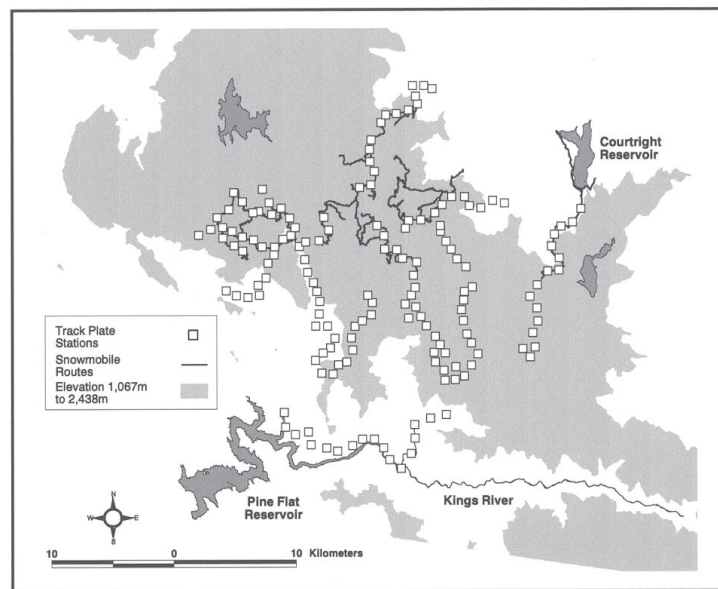 Courtright
Reservoir
Track Plate
Stations
Snowmobile
Routes
Elevation 1,067m
to 2,438m
Pine Flat
Reservoir
Kings River
N
W E
S
10 0 10 Kilometers